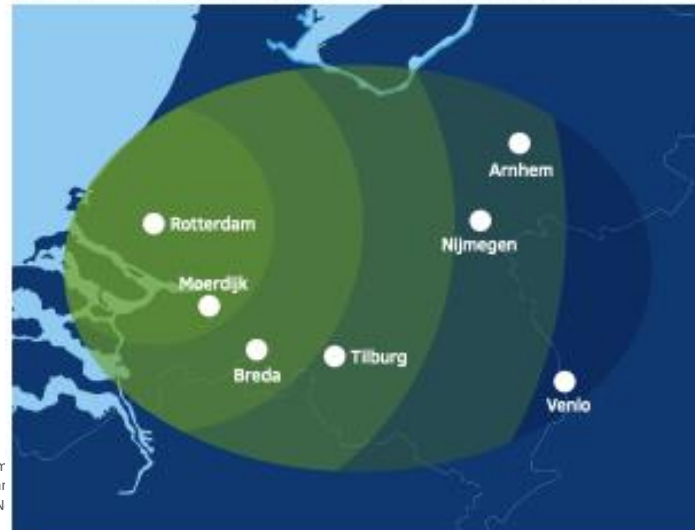 Arnhem
Rotterdam
Nijmegen
Moerdijk
Breda
Tilburg
Venlo